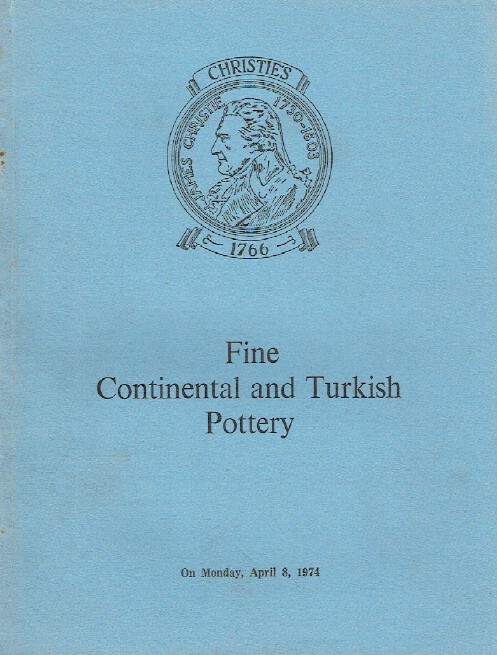 CHRISTIE'S
JAMES CHRISTIE 1730-1803
1766
Fine
Continental and Turkish
Pottery
On Monday, April 8, 1974